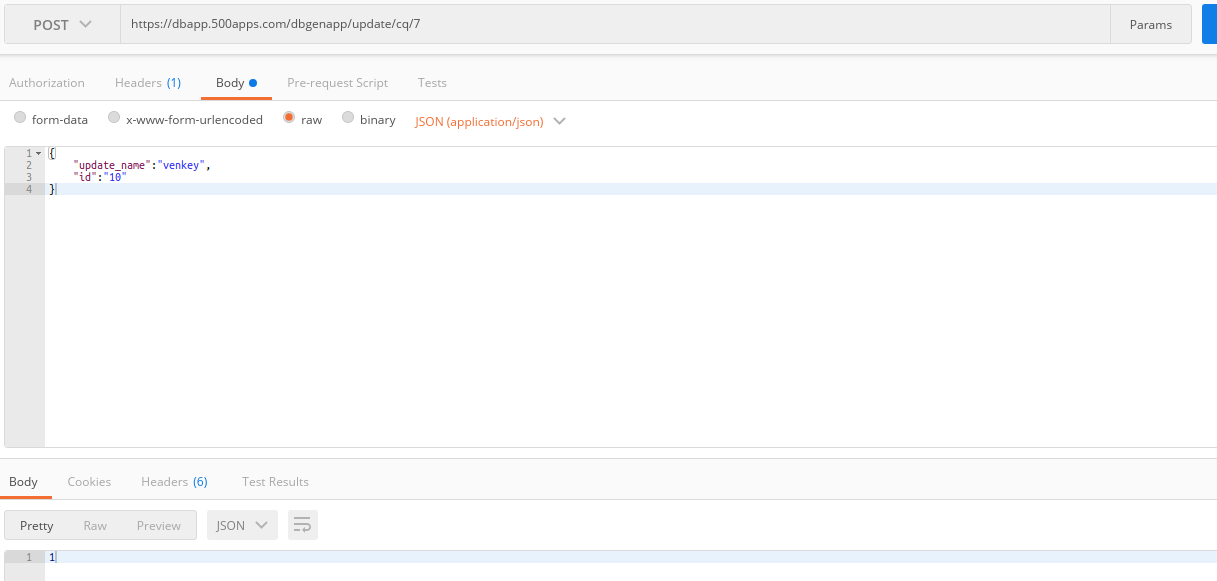 POST https://dbapp.500apps.com/dbgenapp/update/cq/7 Params
Authorization Headers (1) Body Pre-request Script Tests
form-data x-www-form-urlencoded raw binary JSON (application/json)
1 {
2 "update_name":"venkey",
3 "id":"10"
4 }
Body Cookies Headers (6) Test Results
Pretty Raw Preview JSON
1 1